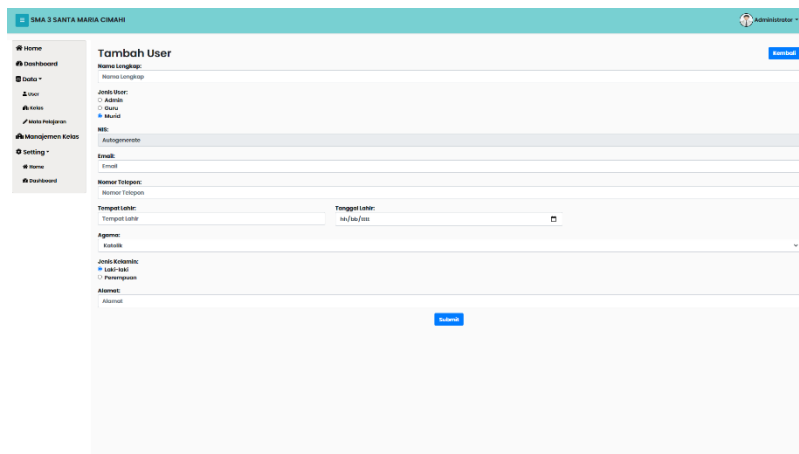 SMA 3 SANTA MARIA CIMAHI
Administrator
Home
Dashboard
Data
User
Kelas
Mata Pelajaran
Manajemen Kelas
Setting
Home
Dashboard
Tambah User
Kembali
Nama Lengkap:
Nama Lengkap
Jenis User:
Admin
Guru
Murid
NIS:
Autogenerate
Email:
Email
Nomor Telepon:
Nomor Telepon
Tempat Lahir:
Tempat Lahir
Tanggal Lahir:
hh/bb/tttt
Agama:
Katolik
Jenis Kelamin:
Laki-laki
Perempuan
Alamat:
Alamat
Submit